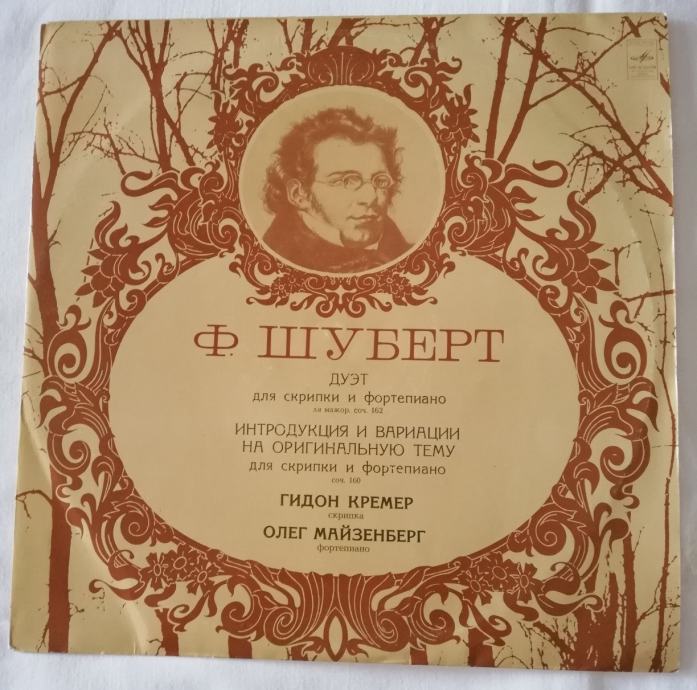 Ф. ШУБЕРТ
ДУЭТ
для скрипки и фортепиано
ля мажор, соч. 162
ИНТРОДУКЦИЯ И ВАРИАЦИИ
НА ОРИГИНАЛЬНУЮ ТЕМУ
для скрипки и фортепиано
соч. 160
ГИДОН КРЕМЕР
скрипка
ОЛЕГ МАЙЗЕНБЕРГ
фортепиано